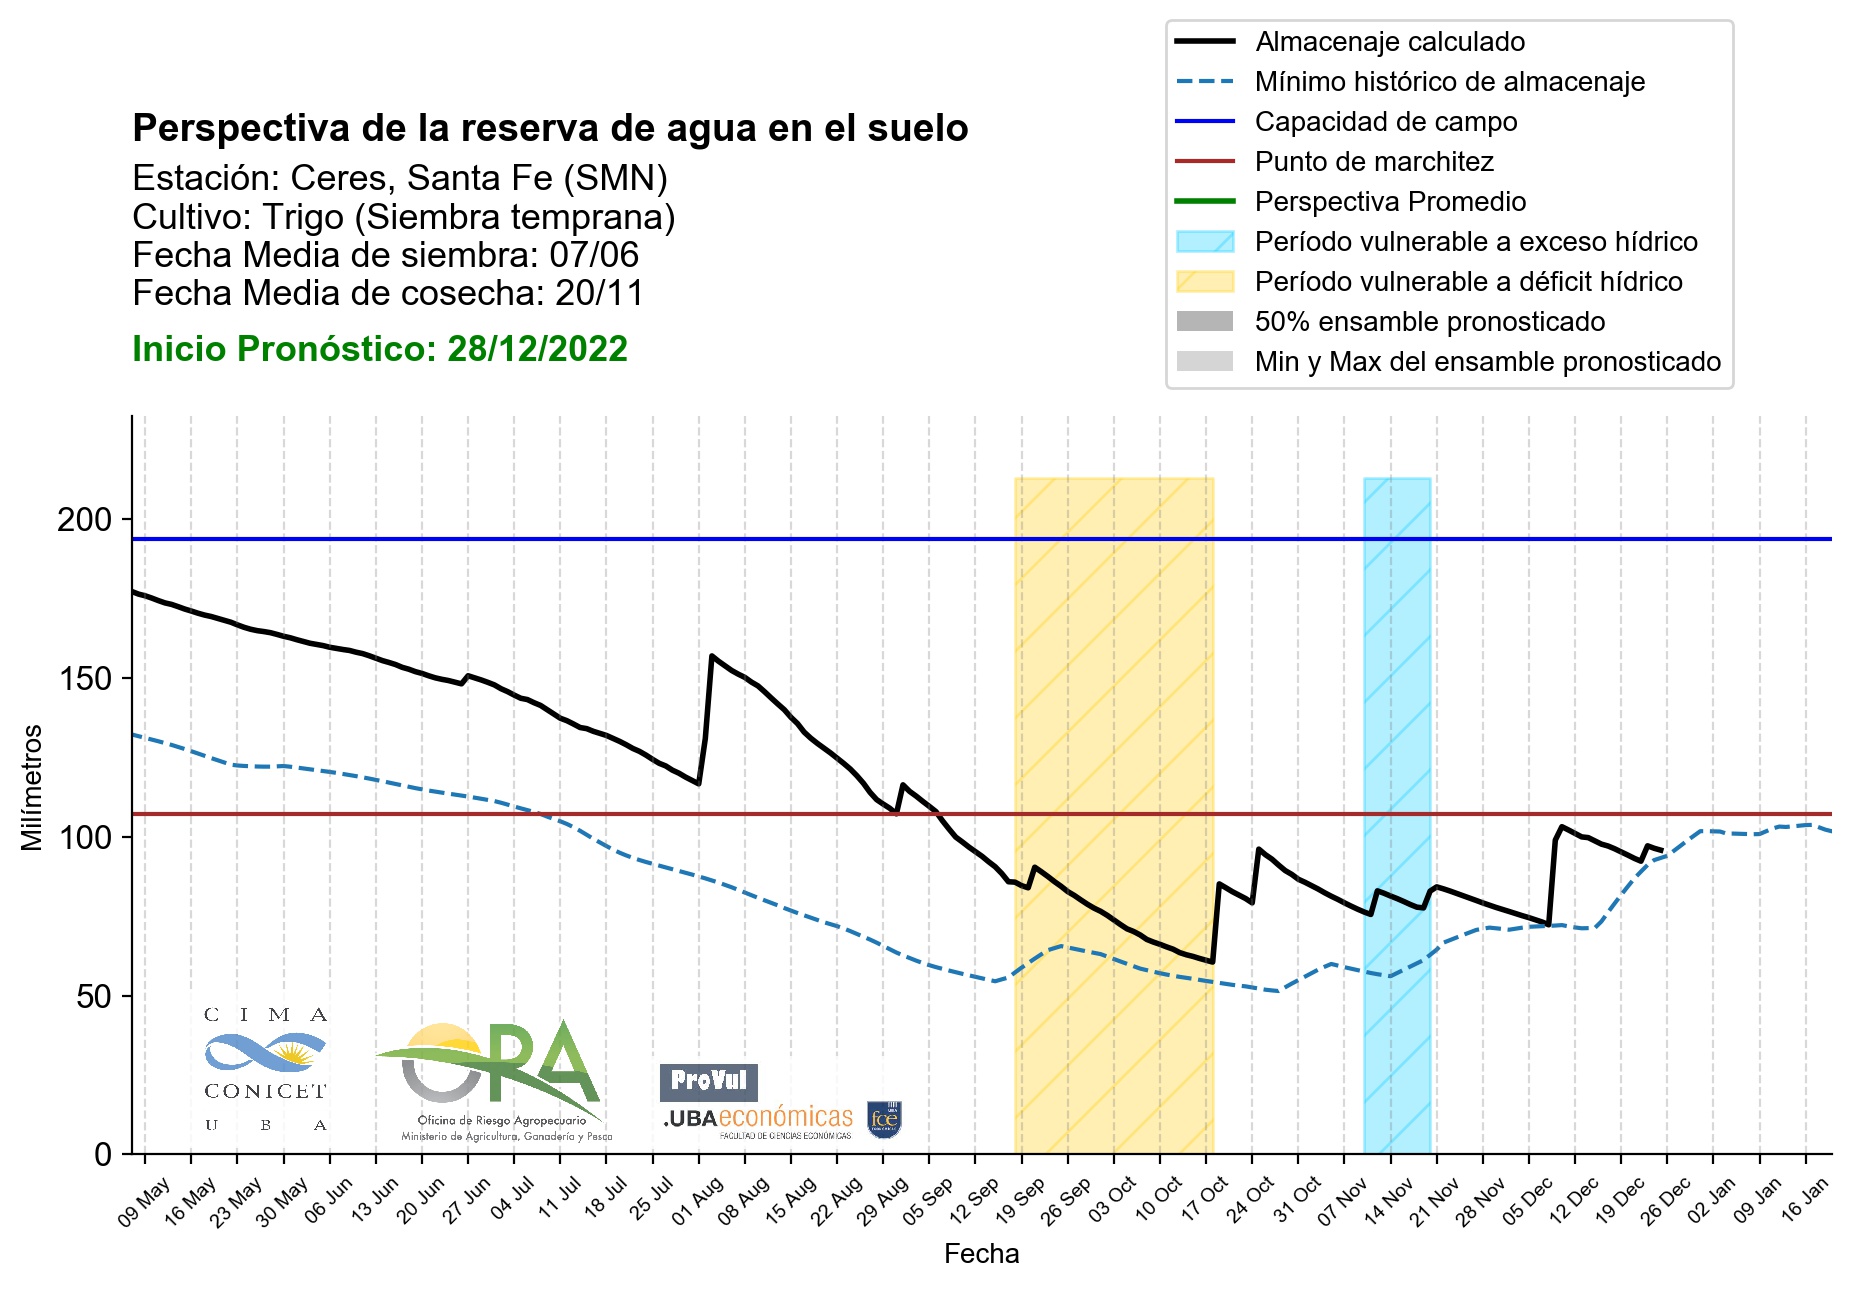 Almacenaje calculado
Mínimo histórico de almacenaje
Capacidad de campo
Punto de marchitez
Perspectiva Promedio
Período vulnerable a exceso hídrico
Período vulnerable a déficit hídrico
50% ensamble pronosticado
Min y Max del ensamble pronosticado
Perspectiva de la reserva de agua en el suelo
Estación: Ceres, Santa Fe (SMN)
Cultivo: Trigo (Siembra temprana)
Fecha Media de siembra: 07/06
Fecha Media de cosecha: 20/11
Inicio Pronóstico: 28/12/2022
Milímetros
200
150
100
50
0
CIMA
CONICET
UBA
ORA
Oficina de Riesgo Agropecuario
Ministerio de Agricultura, Ganadería y Pesca
ProVul
.UBAeconómicas
FACULTAD DE CIENCIAS ECONÓMICAS
UBA
fce
09 May
16 May
23 May
30 May
06 Jun
13 Jun
20 Jun
27 Jun
04 Jul
11 Jul
18 Jul
25 Jul
01 Aug
08 Aug
15 Aug
22 Aug
29 Aug
05 Sep
12 Sep
19 Sep
26 Sep
03 Oct
10 Oct
17 Oct
24 Oct
31 Oct
07 Nov
14 Nov
21 Nov
28 Nov
05 Dec
12 Dec
19 Dec
26 Dec
02 Jan
09 Jan
16 Jan
Fecha